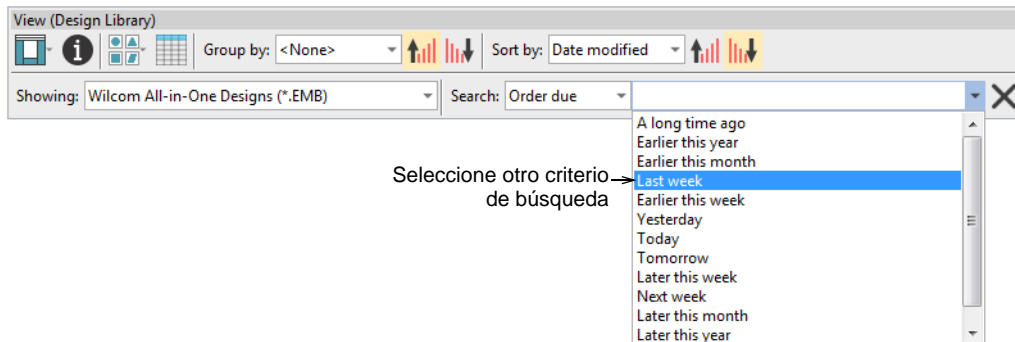 View (Design Library)
Group by: <None> Sort by: Date modified
Showing: Wilcom All-in-One Designs (*.EMB) Search: Order due
A long time ago
Earlier this year
Earlier this month
Seleccione otro criterio
de búsqueda
Last week
Earlier this week
Yesterday
Today
Tomorrow
Later this week
Next week
Later this month
Later this year